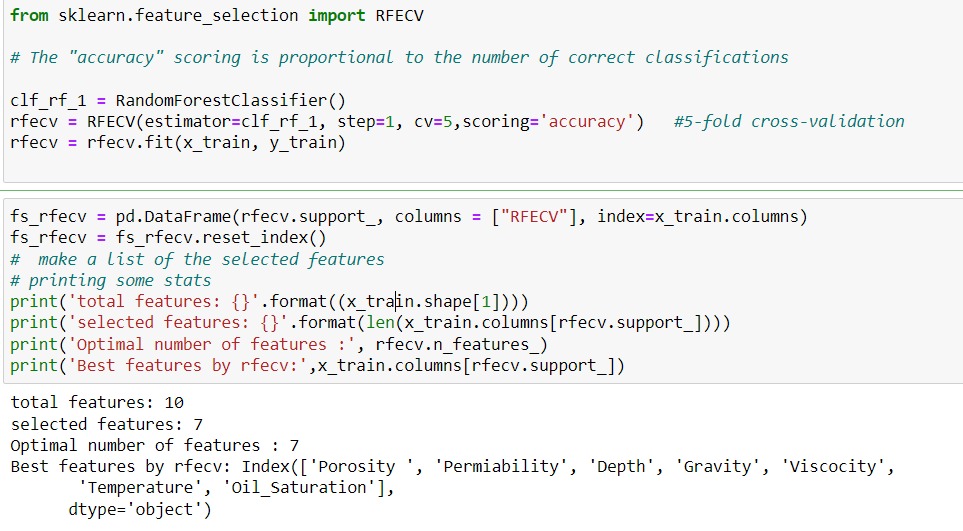 from sklearn.feature_selection import RFECV
# The "accuracy" scoring is proportional to the number of correct classifications
clf_rf_1 = RandomForestClassifier()
rfecv = RFECV(estimator=clf_rf_1, step=1, cv=5,scoring='accuracy')   #5-fold cross-validation
rfecv = rfecv.fit(x_train, y_train)
fs_rfecv = pd.DataFrame(rfecv.support_, columns = ["RFECV"], index=x_train.columns)
fs_rfecv = fs_rfecv.reset_index()
#  make a list of the selected features
# printing some stats
print('total features: {}'.format((x_train.shape[1])))
print('selected features: {}'.format(len(x_train.columns[rfecv.support_])))
print('Optimal number of features :', rfecv.n_features_)
print('Best features by rfecv:',x_train.columns[rfecv.support_])
total features: 10
selected features: 7
Optimal number of features : 7
Best features by rfecv: Index(['Porosity ', 'Permiability', 'Depth', 'Gravity', 'Viscocity',
       'Temperature', 'Oil_Saturation'],
      dtype='object')